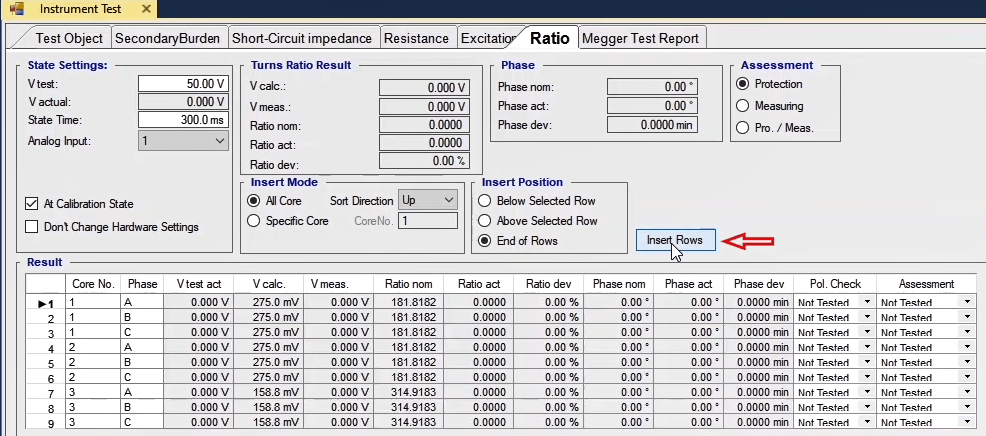 Instrument Test
Test Object SecondaryBurden Short-Circuit impedance Resistance Excitation Ratio Megger Test Report
State Settings:
V test: 50.00 V
V actual: 0.000 V
State Time: 300.0 ms
Analog Input: 1
At Calibration State
Don't Change Hardware Settings
Turns Ratio Result
V calc.: 0.000 V
V meas.: 0.000 V
Ratio nom: 0.0000
Ratio act: 0.0000
Ratio dev: 0.00 %
Phase
Phase nom: 0.00 °
Phase act: 0.00 °
Phase dev: 0.0000 min
Assessment
Protection
Measuring
Pro. / Meas.
Insert Mode
All Core Sort Direction Up
Specific Core CoreNo. 1
Insert Position
Below Selected Row
Above Selected Row
End of Rows
Insert Rows
Result
Core No. Phase V test act V calc. V meas. Ratio nom Ratio act Ratio dev Phase nom Phase act Phase dev Pol. Check Assessment
1 1 A 0.000 V 275.0 mV 0.000 V 181.8182 0.0000 0.00 % 0.00 ° 0.00 ° 0.0000 min Not Tested Not Tested
2 1 B 0.000 V 275.0 mV 0.000 V 181.8182 0.0000 0.00 % 0.00 ° 0.00 ° 0.0000 min Not Tested Not Tested
3 1 C 0.000 V 275.0 mV 0.000 V 181.8182 0.0000 0.00 % 0.00 ° 0.00 ° 0.0000 min Not Tested Not Tested
4 2 A 0.000 V 275.0 mV 0.000 V 181.8182 0.0000 0.00 % 0.00 ° 0.00 ° 0.0000 min Not Tested Not Tested
5 2 B 0.000 V 275.0 mV 0.000 V 181.8182 0.0000 0.00 % 0.00 ° 0.00 ° 0.0000 min Not Tested Not Tested
6 2 C 0.000 V 275.0 mV 0.000 V 181.8182 0.0000 0.00 % 0.00 ° 0.00 ° 0.0000 min Not Tested Not Tested
7 3 A 0.000 V 158.8 mV 0.000 V 314.9183 0.0000 0.00 % 0.00 ° 0.00 ° 0.0000 min Not Tested Not Tested
8 3 B 0.000 V 158.8 mV 0.000 V 314.9183 0.0000 0.00 % 0.00 ° 0.00 ° 0.0000 min Not Tested Not Tested
9 3 C 0.000 V 158.8 mV 0.000 V 314.9183 0.0000 0.00 % 0.00 ° 0.00 ° 0.0000 min Not Tested Not Tested